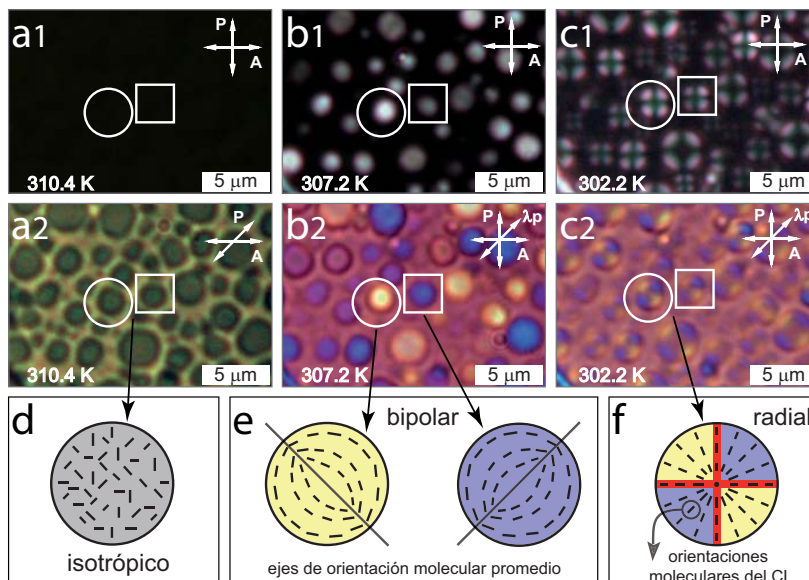 a1
P
A
310.4 K
5 μm
b1
P
A
307.2 K
5 μm
c1
P
A
302.2 K
5 μm
a2
P
A
310.4 K
5 μm
b2
P
λp
A
307.2 K
5 μm
c2
P
λp
A
302.2 K
5 μm
d
isotrópico
e
bipolar
ejes de orientación molecular promedio
f
radial
orientaciones
moleculares del CL